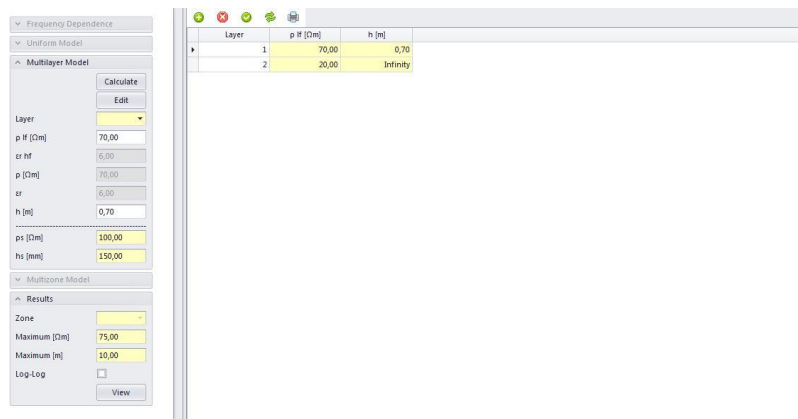 Frequency Dependence
Uniform Model
Multilayer Model
Calculate
Edit
Layer
ρ lf [Ωm] 70,00
εr hf 6,00
ρ [Ωm] 70,00
εr 6,00
h [m] 0,70
ρs [Ωm] 100,00
hs [mm] 150,00
Multizone Model
Results
Zone
Maximum [Ωm] 75,00
Maximum [m] 10,00
Log-Log
View
Layer ρ lf [Ωm] h [m]
1 70,00 0,70
2 20,00 Infinity